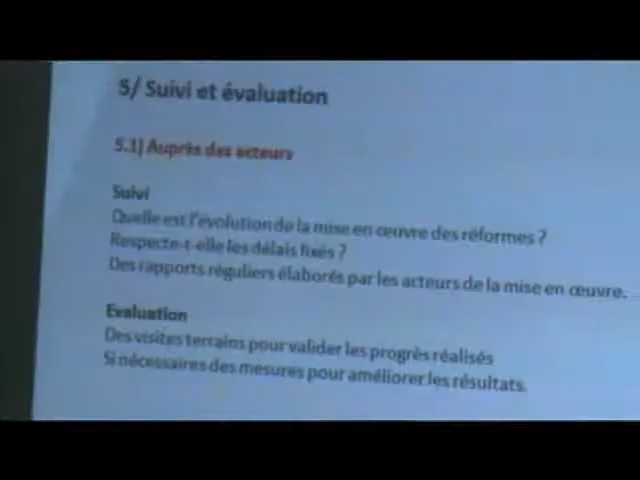 5/ Suivi et évaluation
5.1) Auprès des acteurs
Suivi
Quelle est l'évolution de la mise en œuvre des réformes ?
Respecte-t-elle les délais fixés ?
Des rapports réguliers élaborés par les acteurs de la mise en œuvre.
Evaluation
Des visites terrains pour valider les progrès réalisés
Si nécessaires des mesures pour améliorer les résultats.